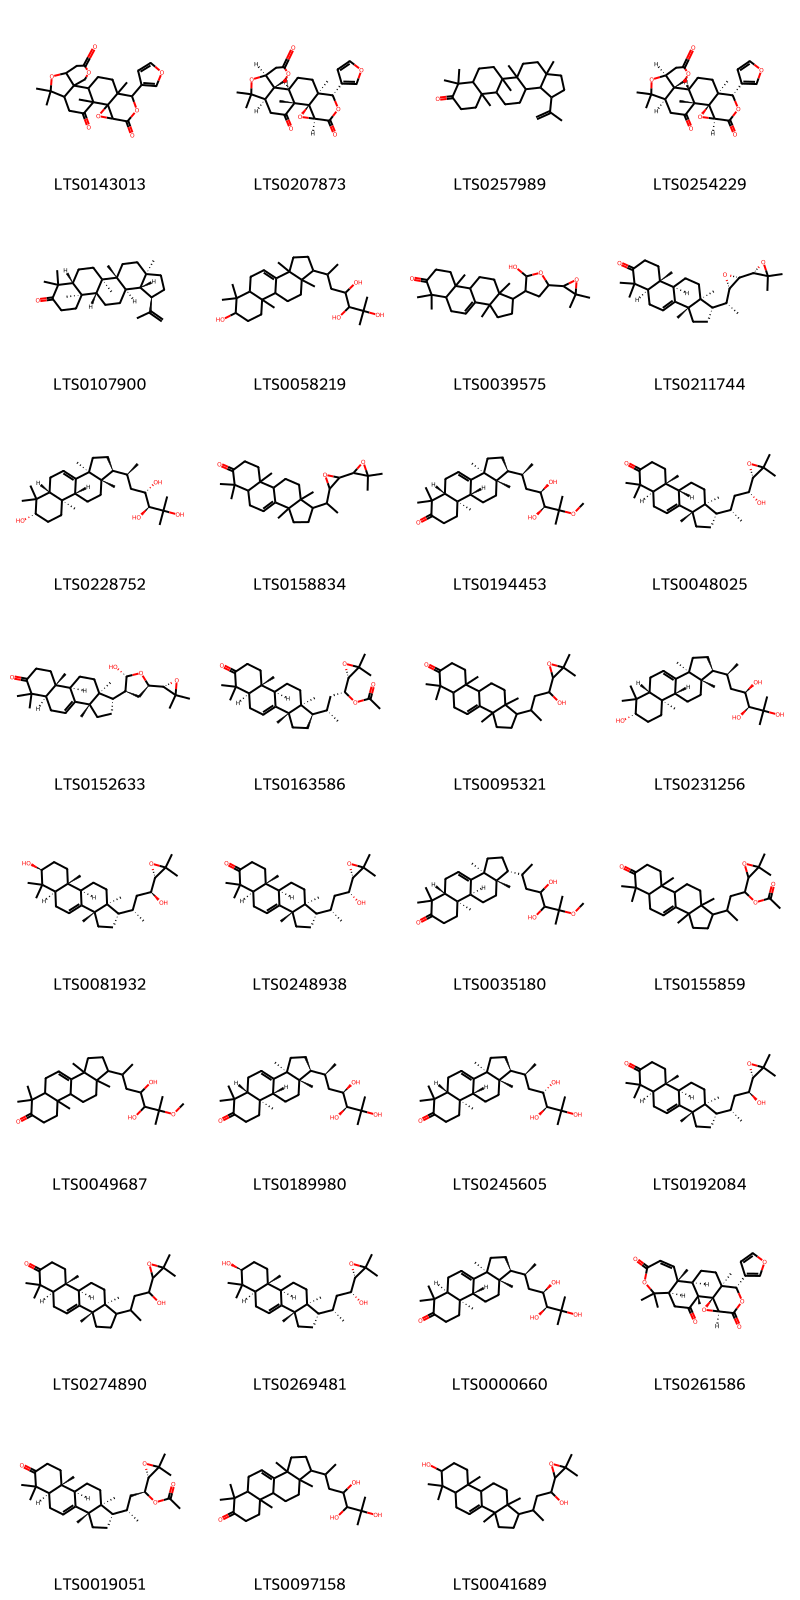 LTS0143013 LTS0207873 LTS0257989 LTS0254229
LTS0107900 LTS0058219 LTS0039575 LTS0211744
LTS0228752 LTS0158834 LTS0194453 LTS0048025
LTS0152633 LTS0163586 LTS0095321 LTS0231256
LTS0081932 LTS0248938 LTS0035180 LTS0155859
LTS0049687 LTS0189980 LTS0245605 LTS0192084
LTS0274890 LTS0269481 LTS0000660 LTS0261586
LTS0019051 LTS0097158 LTS0041689